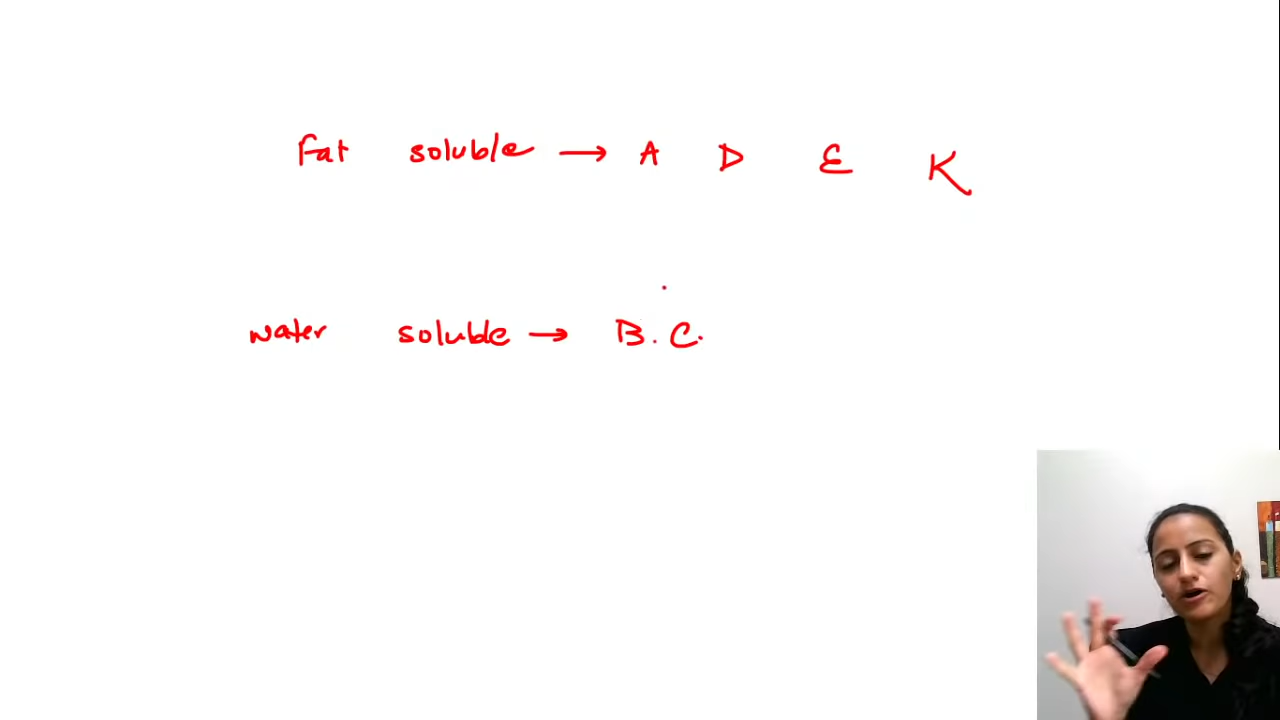 Fat soluble → A D E K
water soluble → B. C.